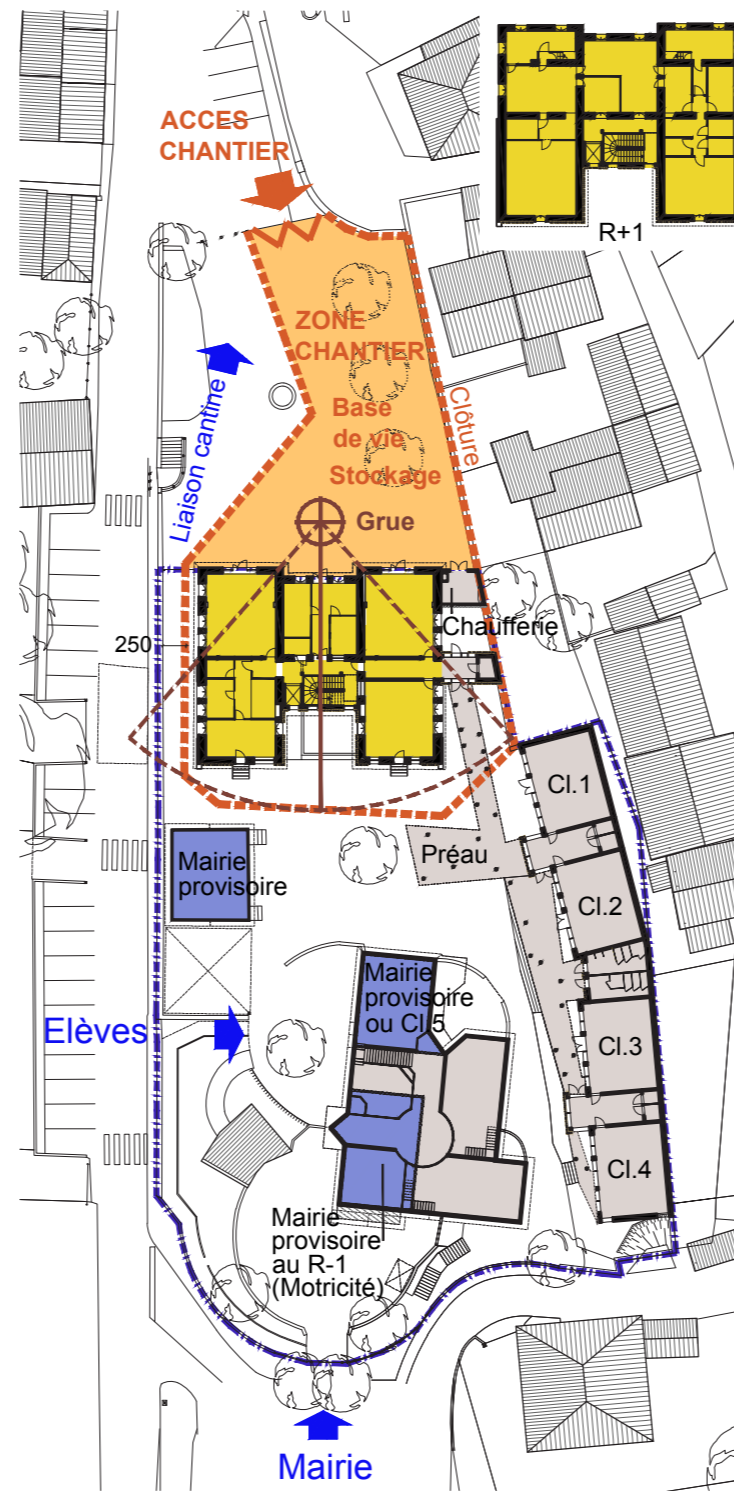 R+1
ACCES
CHANTIER
ZONE
CHANTIER
Base
de vie
Stockage
Clôture
Liaison cantine
Grue
Chaufferie
250
Cl.1
Préau
Mairie
provisoire
Cl.2
Mairie
provisoire
ou Cl.5
Elèves
Cl.3
Cl.4
Mairie
provisoire
au R-1
(Motricité)
Mairie